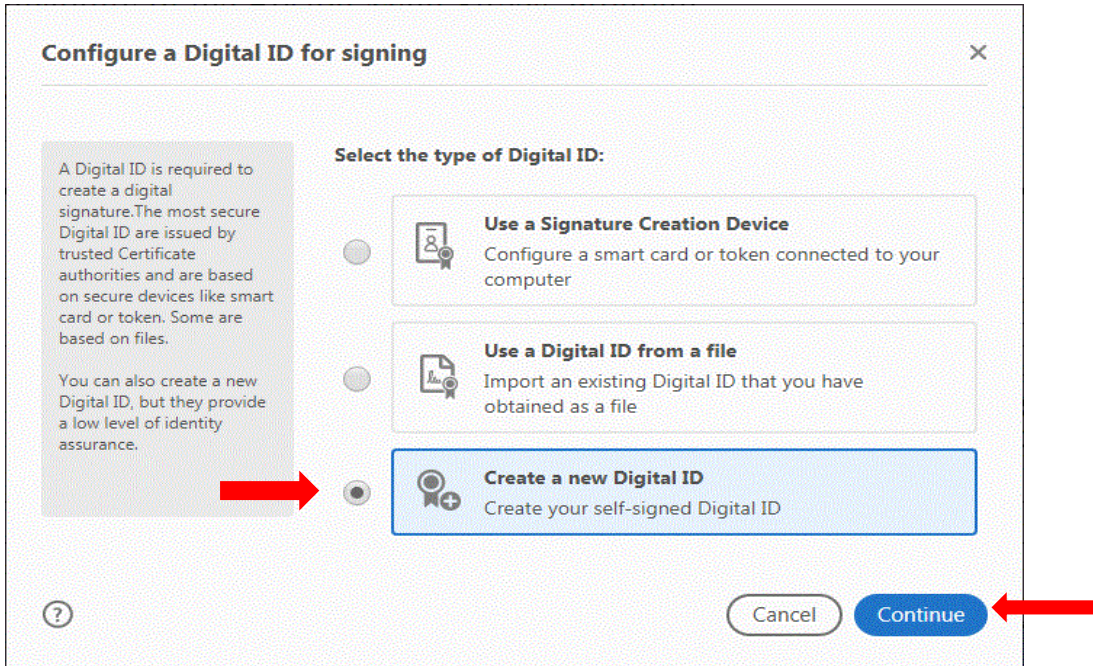 Configure a Digital ID for signing
A Digital ID is required to
create a digital
signature.The most secure
Digital ID are issued by
trusted Certificate
authorities and are based
on secure devices like smart
card or token. Some are
based on files.
You can also create a new
Digital ID, but they provide
a low level of identity
assurance.
Select the type of Digital ID:
Use a Signature Creation Device
Configure a smart card or token connected to your
computer
Use a Digital ID from a file
Import an existing Digital ID that you have
obtained as a file
Create a new Digital ID
Create your self-signed Digital ID
?
Cancel
Continue